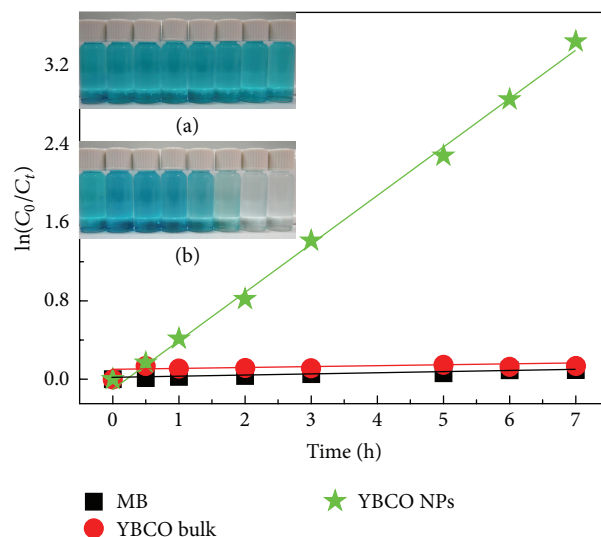 3.2
2.4
1.6
0.8
0.0
ln(C₀/Cₜ)
(a)
(b)
0 1 2 3 4 5 6 7
Time (h)
MB
YBCO NPs
YBCO bulk